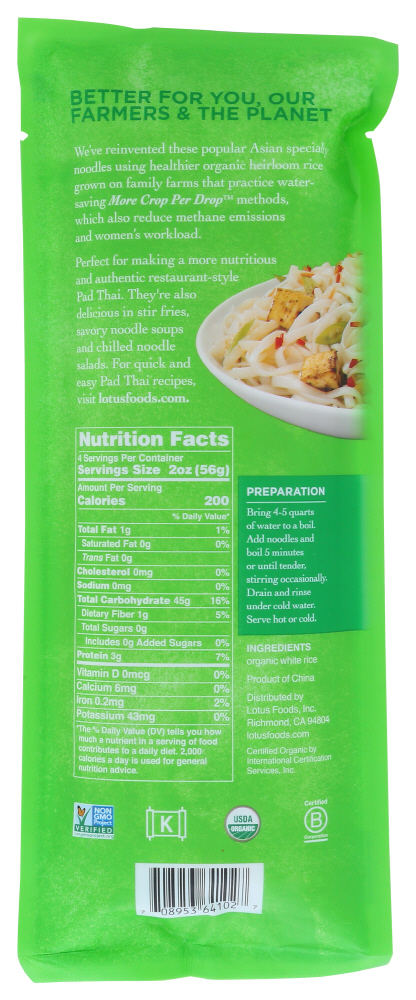 BETTER FOR YOU, OUR
FARMERS & THE PLANET
We've reinvented these popular Asian specialty
noodles using healthier organic heirloom rice
grown on family farms that practice water-
saving More Crop Per Drop™ methods,
which also reduce methane emissions
and women's workload.
Perfect for making a more nutritious
and authentic restaurant-style
Pad Thai. They're also
delicious in stir fries,
savory noodle soups
and chilled noodle
salads. For quick and
easy Pad Thai recipes,
visit lotusfoods.com.
Nutrition Facts
4 Servings Per Container
Servings Size 2oz (56g)
Amount Per Serving
Calories 200
% Daily Value*
Total Fat 1g 1%
Saturated Fat 0g 0%
Trans Fat 0g
Cholesterol 0mg 0%
Sodium 0mg 0%
Total Carbohydrate 45g 16%
Dietary Fiber 1g 5%
Total Sugars 0g
Includes 0g Added Sugars 0%
Protein 3g 7%
Vitamin D 0mcg 0%
Calcium 6mg 0%
Iron 0.2mg 2%
Potassium 43mg 0%
*The % Daily Value (DV) tells you how
much a nutrient in a serving of food
contributes to a daily diet. 2,000
calories a day is used for general
nutrition advice.
PREPARATION
Bring 4-5 quarts
of water to a boil.
Add noodles and
boil 5 minutes
or until tender,
stirring occasionally.
Drain and rinse
under cold water.
Serve hot or cold.
INGREDIENTS
organic white rice
Product of China
Distributed by
Lotus Foods, Inc.
Richmond, CA 94804
lotusfoods.com
Certified Organic by
International Certification
Services, Inc.
NON
GMO
Project
VERIFIED
nongmoproject.org
K
USDA
ORGANIC
Certified
B
Corporation
7 08953 64102 7